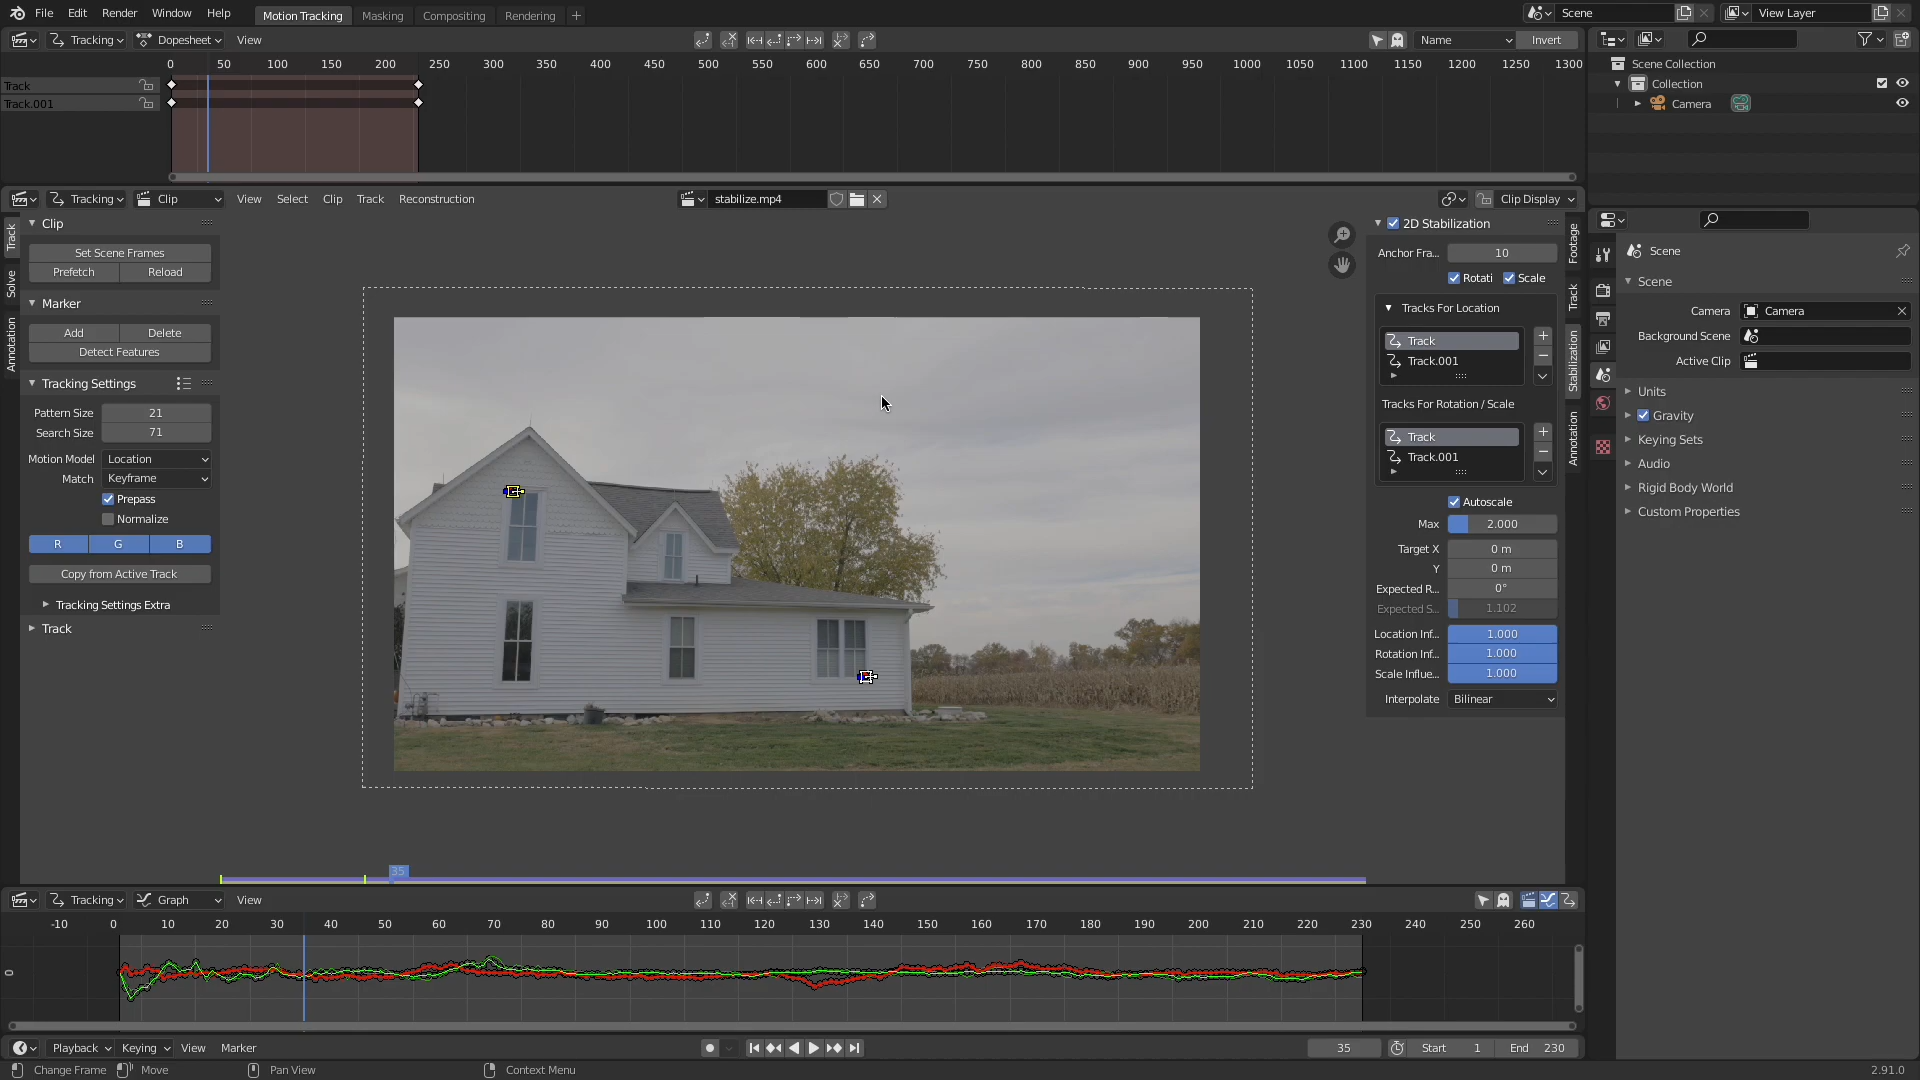 File Edit Render Window Help Motion Tracking Masking Compositing Rendering + Scene View Layer
Tracking Dopesheet View Name Invert
0 50 100 150 200 250 300 350 400 450 500 550 600 650 700 750 800 850 900 950 1000 1050 1100 1150 1200 1250 1300
Track
Track.001
Scene Collection
Collection
Camera
Tracking Clip View Select Clip Track Reconstruction stabilize.mp4 Clip Display
Track
Solve
Annotation
Clip
Set Scene Frames
Prefetch Reload
Marker
Add Delete
Detect Features
Tracking Settings
Pattern Size 21
Search Size 71
Motion Model Location
Match Keyframe
Prepass
Normalize
R G B
Copy from Active Track
Tracking Settings Extra
Track
2D Stabilization
Anchor Fra... 10
Rotati Scale
Tracks For Location
Track
Track.001
Tracks For Rotation / Scale
Track
Track.001
Autoscale
Max 2.000
Target X 0 m
Y 0 m
Expected R... 0°
Expected S... 1.102
Location Inf... 1.000
Rotation Inf... 1.000
Scale Influe... 1.000
Interpolate Bilinear
Footage
Track
Stabilization
Annotation
Scene
Scene
Camera Camera
Background Scene
Active Clip
Units
Gravity
Keying Sets
Audio
Rigid Body World
Custom Properties
35
Tracking Graph View
-10 0 10 20 30 40 50 60 70 80 90 100 110 120 130 140 150 160 170 180 190 200 210 220 230 240 250 260
0
Playback Keying View Marker 35 Start 1 End 230
Change Frame Move Pan View Context Menu 2.91.0